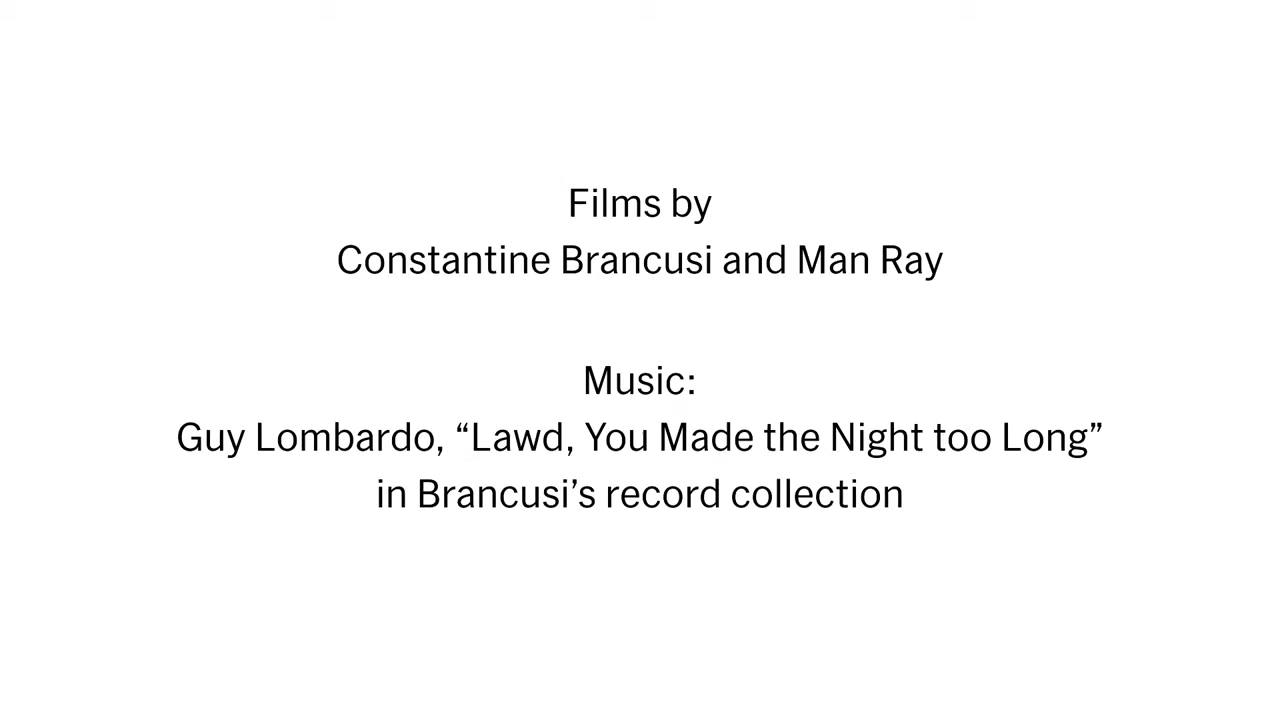 Films by
Constantine Brancusi and Man Ray
Music:
Guy Lombardo, “Lawd, You Made the Night too Long”
in Brancusi’s record collection